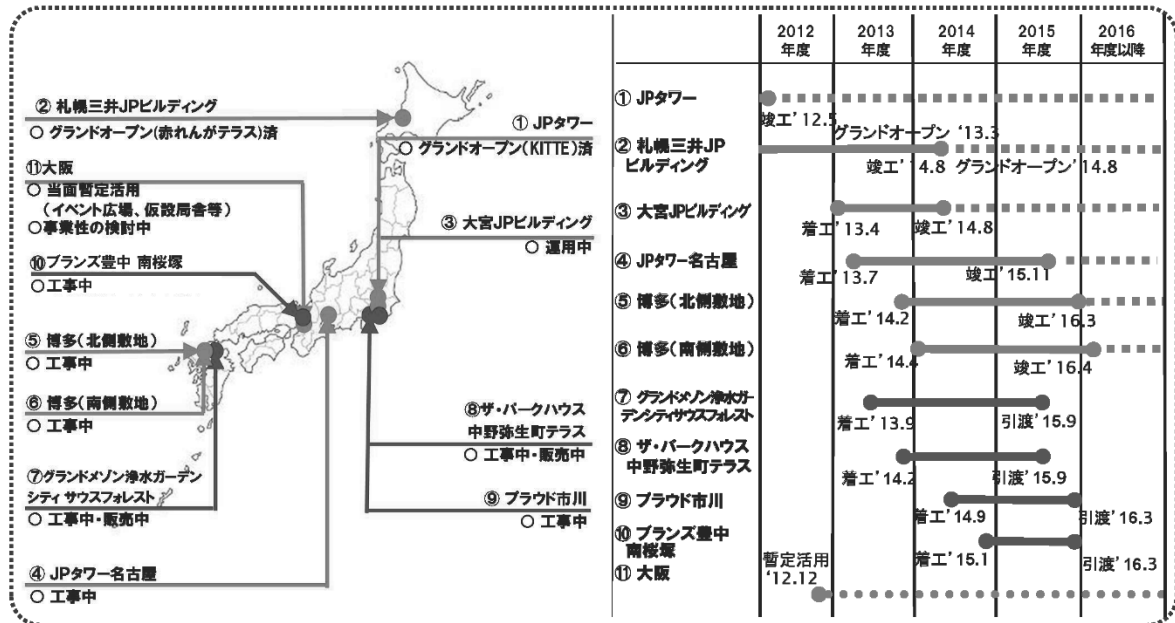 ② 札幌三井JPビルディング
○ グランドオープン(赤れんがテラス)済
① JPタワー
○ グランドオープン(KITTE)済
⑪大阪
○ 当面暫定活用
（イベント広場、仮設局舎等）
○事業性の検討中
③ 大宮JPビルディング
○ 運用中
⑩ブランズ豊中 南桜塚
○工事中
⑤ 博多(北側敷地)
○ 工事中
⑥ 博多(南側敷地)
○ 工事中
⑧ザ・パークハウス
中野弥生町テラス
○ 工事中・販売中
⑦グランドメゾン浄水ガーデン
シティ サウスフォレスト
○ 工事中・販売中
⑨ プラウド市川
○ 工事中
④ JPタワー名古屋
○ 工事中
2012年度 2013年度 2014年度 2015年度 2016年度以降
① JPタワー
竣工'12.5 グランドオープン '13.3
② 札幌三井JP
ビルディング
竣工'14.8 グランドオープン'14.8
③ 大宮JPビルディング
着工'13.4 竣工'14.8
④ JPタワー名古屋
着工'13.7 竣工'15.11
⑤ 博多(北側敷地)
着工'14.2 竣工'16.3
⑥ 博多(南側敷地)
着工'14.4 竣工'16.4
⑦ グランドメゾン浄水ガー
デンシティサウスフォレスト
着工'13.9 引渡'15.9
⑧ ザ・パークハウス
中野弥生町テラス
着工'14.2 引渡'15.9
⑨ プラウド市川
着工'14.9 引渡'16.3
⑩ ブランズ豊中
南桜塚
着工'15.1 引渡'16.3
⑪ 大阪
暫定活用
'12.12